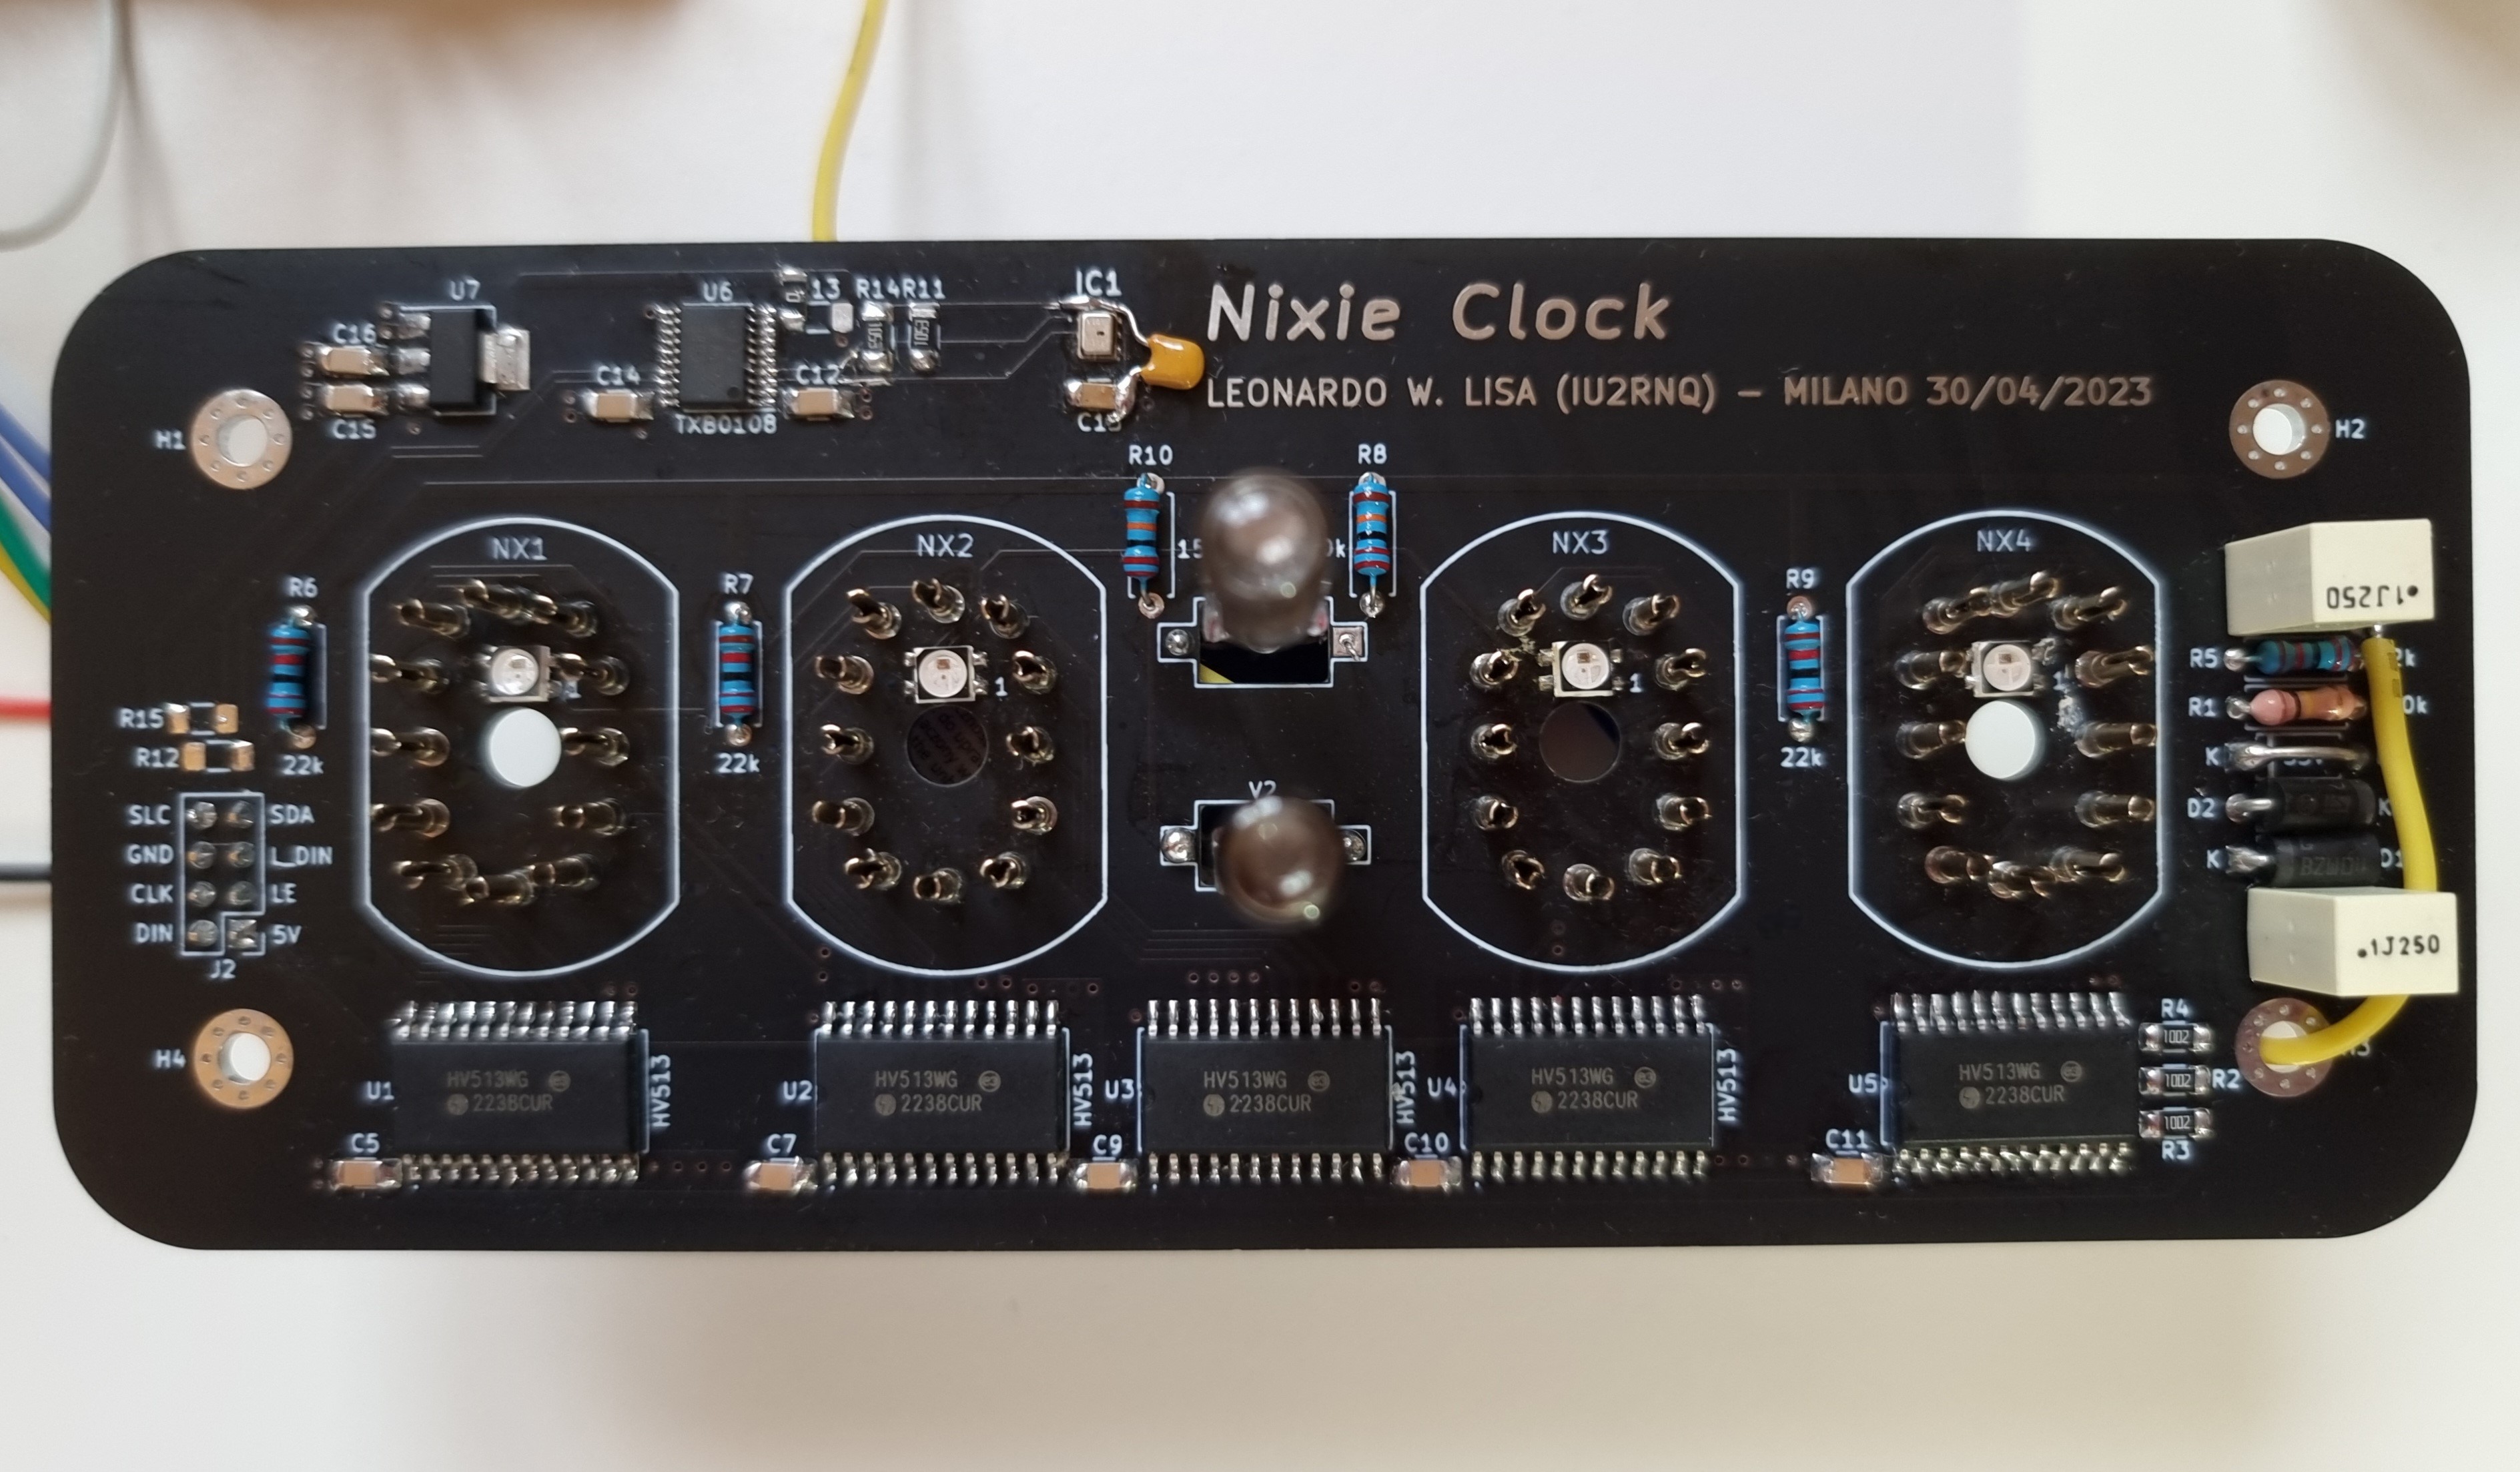 U7
U6
13
R14
R11
IC1
Nixie Clock
C16
C14
C12
LEONARDO W. LISA (IU2RNQ) – MILANO 30/04/2023
C15
TXB0108
H1
H2
R10
R8
NX1
NX2
NX3
NX4
15
0k
R6
R7
R9
1
1
1
1
.1J250
R5
2k
R1
0k
R15
R12
22k
22k
22k
K
SLC
SDA
GND
L_DIN
CLK
LE
DIN
5V
J2
V2
D2
K
K
D1
.1J250
H4
U1
HV513WG
2238CUR
HV513
U2
HV513WG
2238CUR
HV513
U3
HV513WG
2238CUR
HV513
U4
HV513WG
2238CUR
HV513
U5
HV513WG
2238CUR
R4
1002
R2
1002
1002
R3
C5
C7
C9
C10
C11